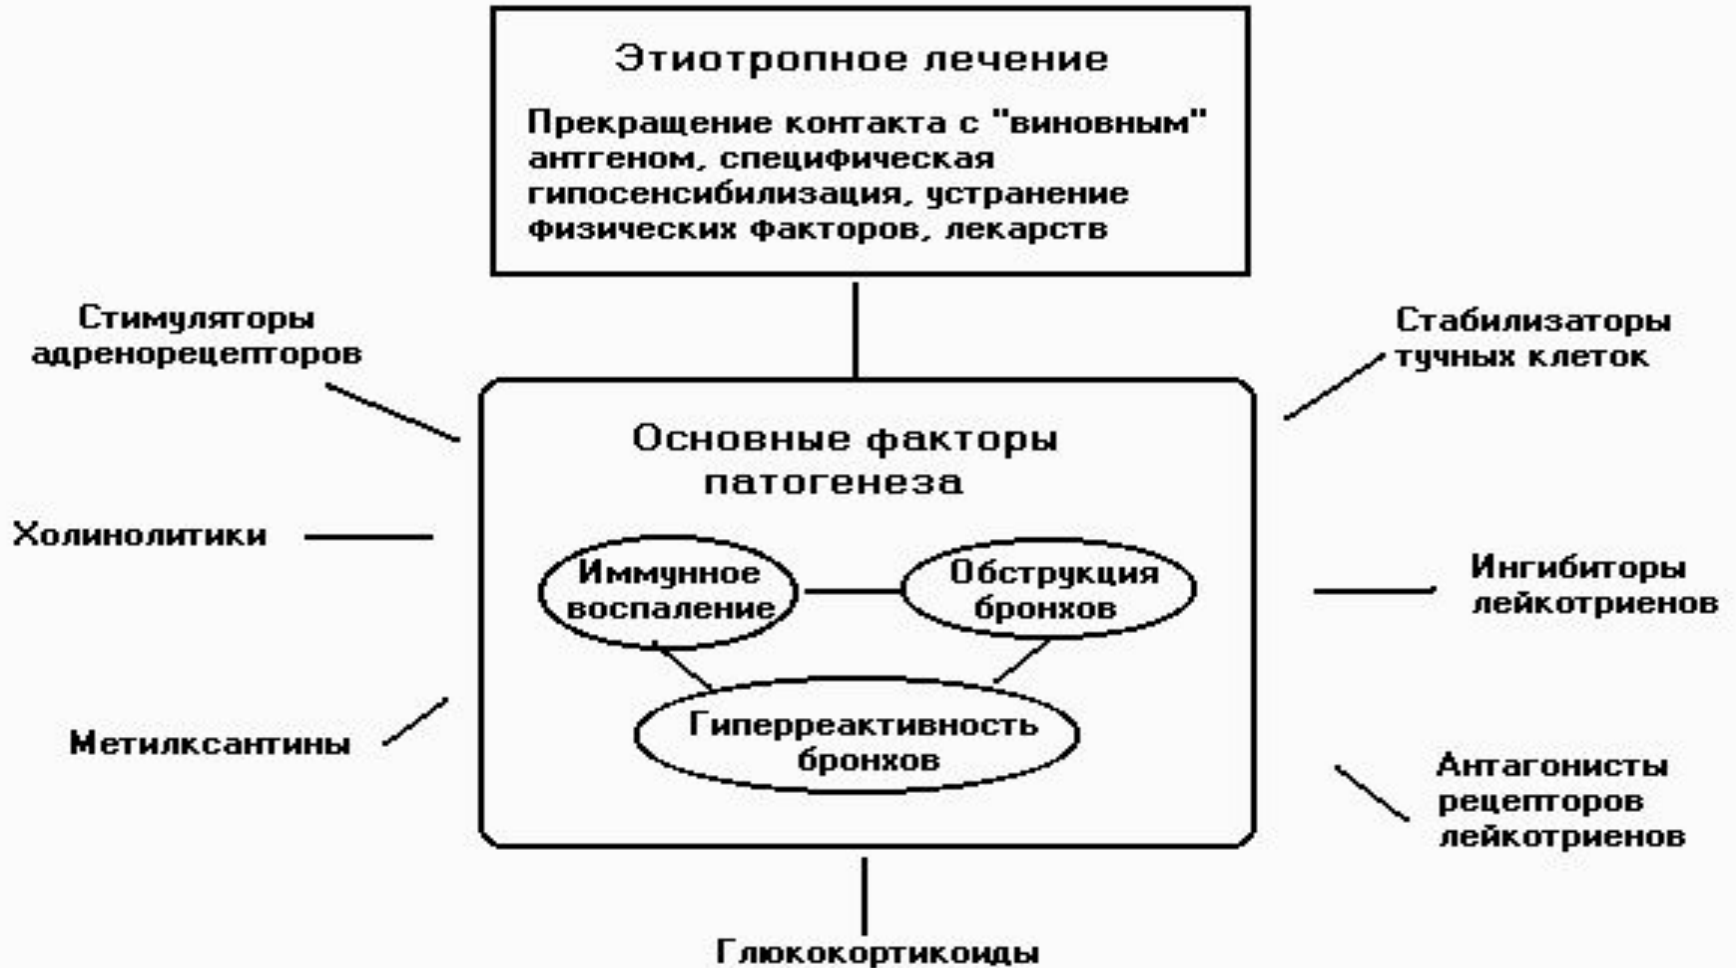 Этиотропное лечение
Прекращение контакта с "виновным"
антгеном, специфическая
гипосенсибилизация, устранение
физических факторов, лекарств
Стимуляторы
адренорецепторов
Стабилизаторы
тучных клеток
Основные факторы
патогенеза
Холинолитики
Иммунное
воспаление
Обструкция
бронхов
Ингибиторы
лейкотриенов
Гиперреактивность
бронхов
Метилксантины
Антагонисты
рецепторов
лейкотриенов
Глюкокортикоиды